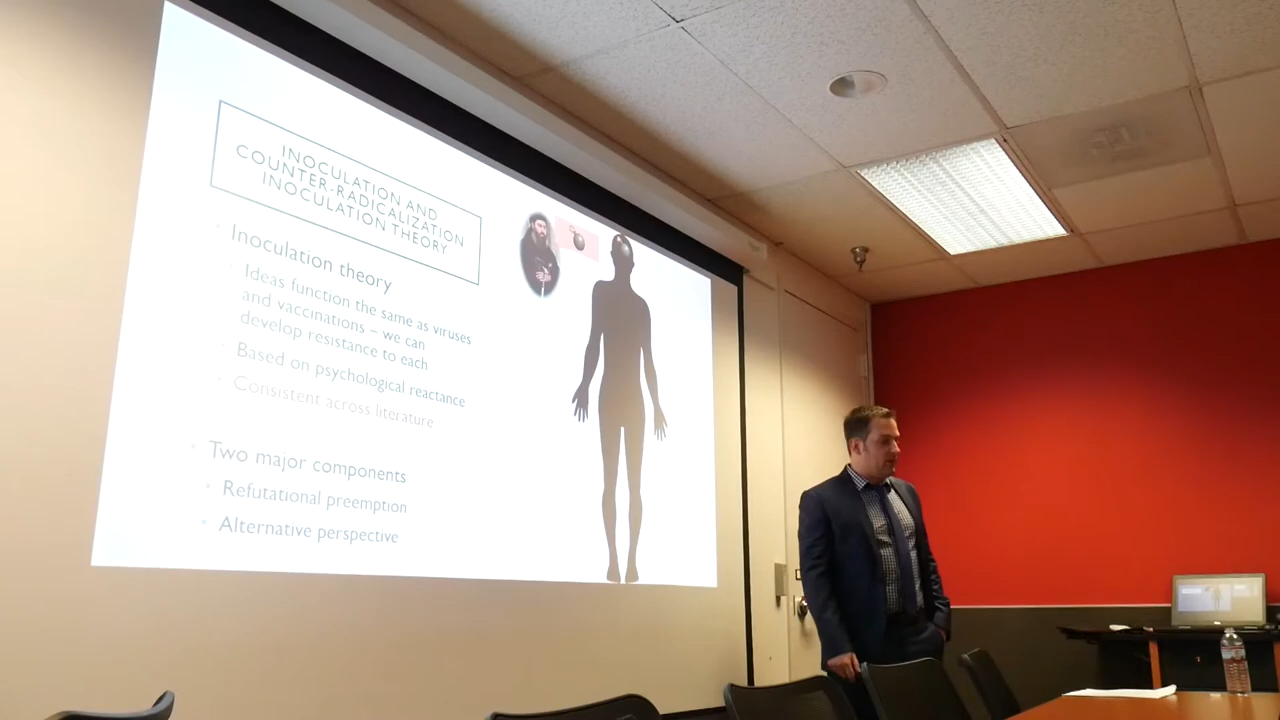 INOCULATION AND
COUNTER-RADICALIZATION
INOCULATION THEORY
Inoculation theory
Ideas function the same as viruses
and vaccinations – we can
develop resistance to each
Based on psychological reactance
Consistent across literature
Two major components
Refutational preemption
Alternative perspective